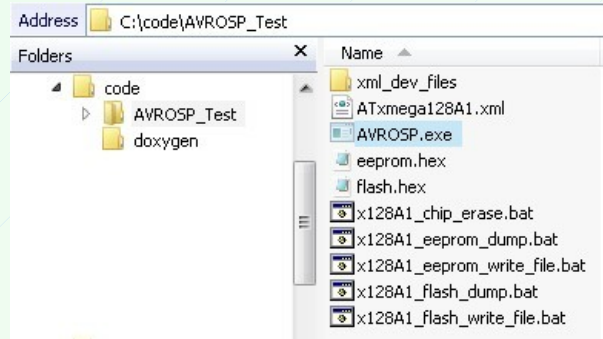 Address C:\code\AVROSP_Test
Folders
code
AVROSP_Test
doxygen
Name
xml_dev_files
ATxmega128A1.xml
AVROSP.exe
eeprom.hex
flash.hex
x128A1_chip_erase.bat
x128A1_eeprom_dump.bat
x128A1_eeprom_write_file.bat
x128A1_flash_dump.bat
x128A1_flash_write_file.bat